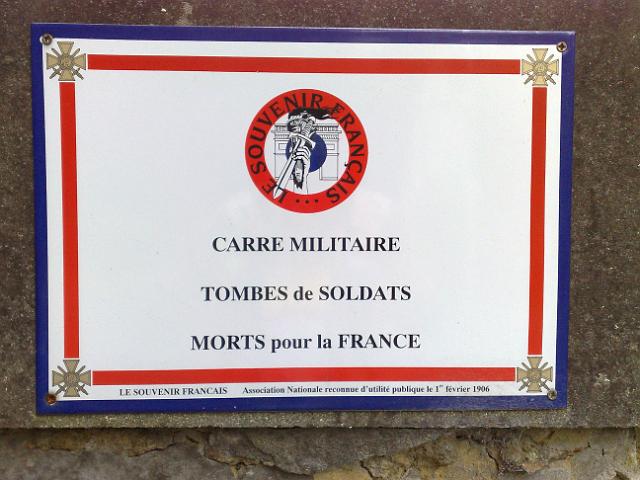 LE SOUVENIR FRANÇAIS ...
CARRE MILITAIRE
TOMBES de SOLDATS
MORTS pour la FRANCE
LE SOUVENIR FRANCAIS Association Nationale reconnue d'utilité publique le 1er février 1906